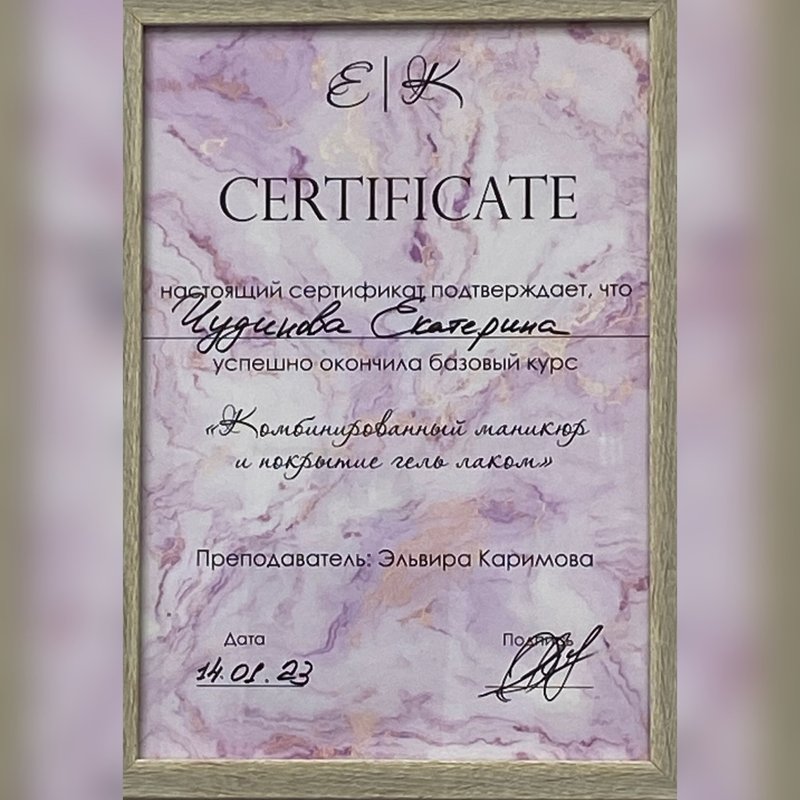 Е|К
CERTIFICATE
настоящий сертификат подтверждает, что
Чудинова Екатерина
успешно окончила базовый курс
«Комбинированный маникюр
и покрытие гель лаком»
Преподаватель: Эльвира Каримова
Дата
Подпись
14.01.23